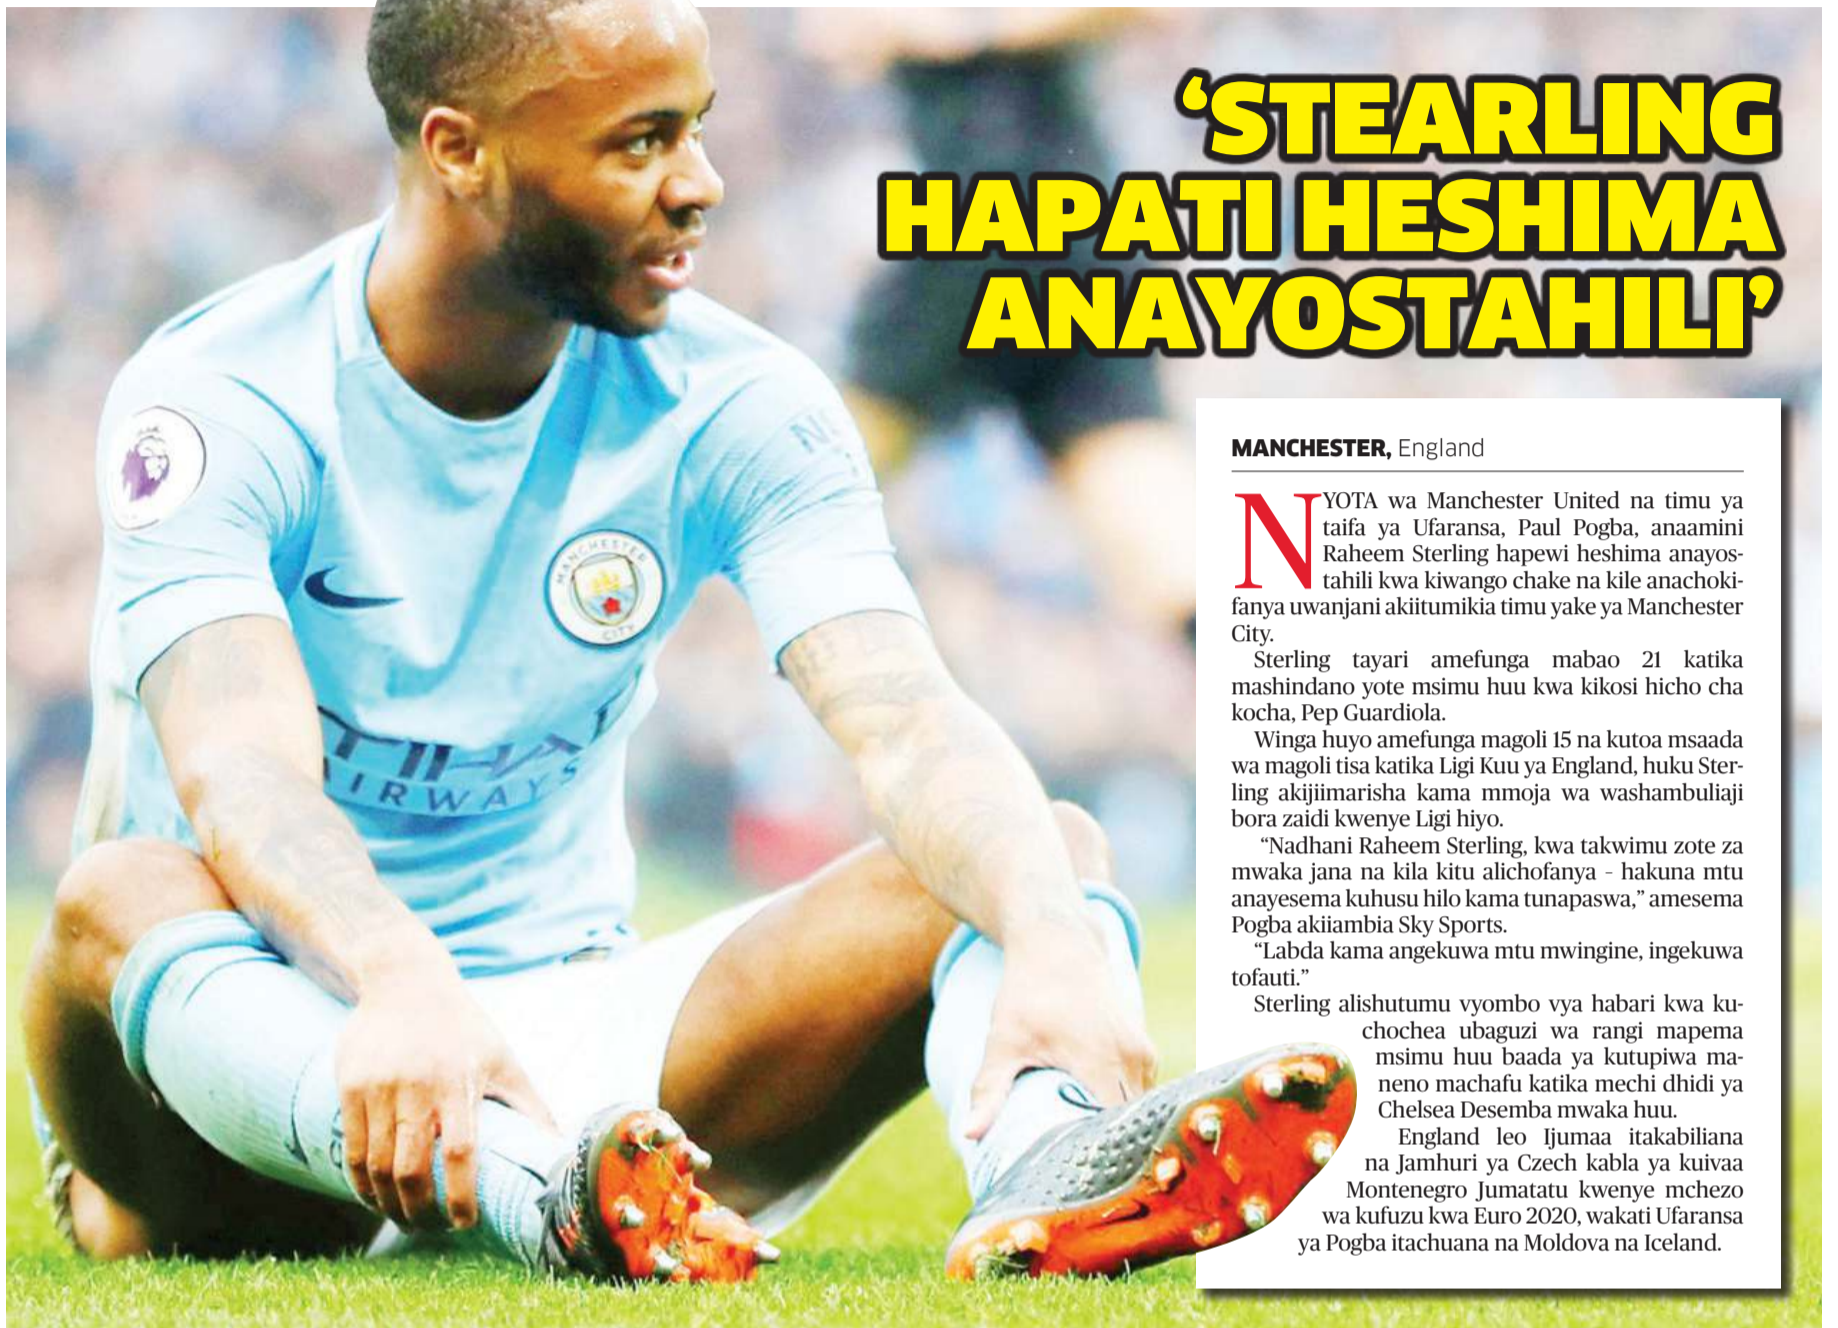 ‘STEARLING
HAPATI HESHIMA
ANAYOSTAHILI’
MANCHESTER, England
NYOTA wa Manchester United na timu ya
taifa ya Ufaransa, Paul Pogba, anaamini
Raheem Sterling hapewi heshima anayos-
tahili kwa kiwango chake na kile anachoki-
fanya uwanjani akiitumikia timu yake ya Manchester
City.
Sterling tayari amefunga mabao 21 katika
mashindano yote msimu huu kwa kikosi hicho cha
kocha, Pep Guardiola.
Winga huyo amefunga magoli 15 na kutoa msaada
wa magoli tisa katika Ligi Kuu ya England, huku Ster-
ling akijiimarisha kama mmoja wa washambuliaji
bora zaidi kwenye Ligi hiyo.
“Nadhani Raheem Sterling, kwa takwimu zote za
mwaka jana na kila kitu alichofanya - hakuna mtu
anayesema kuhusu hilo kama tunapaswa,” amesema
Pogba akiiambia Sky Sports.
“Labda kama angekuwa mtu mwingine, ingekuwa
tofauti.”
Sterling alishutumu vyombo vya habari kwa ku-
chochea ubaguzi wa rangi mapema
msimu huu baada ya kutupiwa ma-
neno machafu katika mechi dhidi ya
Chelsea Desemba mwaka huu.
England leo Ijumaa itakabiliana
na Jamhuri ya Czech kabla ya kuivaa
Montenegro Jumatatu kwenye mchezo
wa kufuzu kwa Euro 2020, wakati Ufaransa
ya Pogba itachuana na Moldova na Iceland.
MANCHESTER
CITY
AIRWAYS